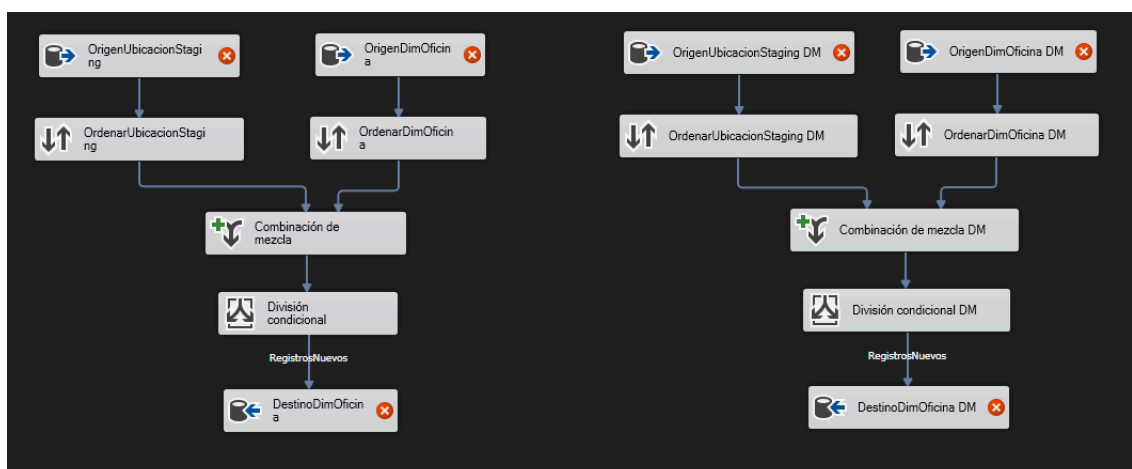 OrigenUbicacionStagi
ng
OrigenDimOficin
a
OrdenarUbicacionStagi
ng
OrdenarDimOficin
a
Combinación de
mezcla
División
condicional
RegistrosNuevos
DestinoDimOficin
a
OrigenUbicacionStaging DM
OrigenDimOficina DM
OrdenarUbicacionStaging DM
OrdenarDimOficina DM
Combinación de mezcla DM
División condicional DM
RegistrosNuevos
DestinoDimOficina DM